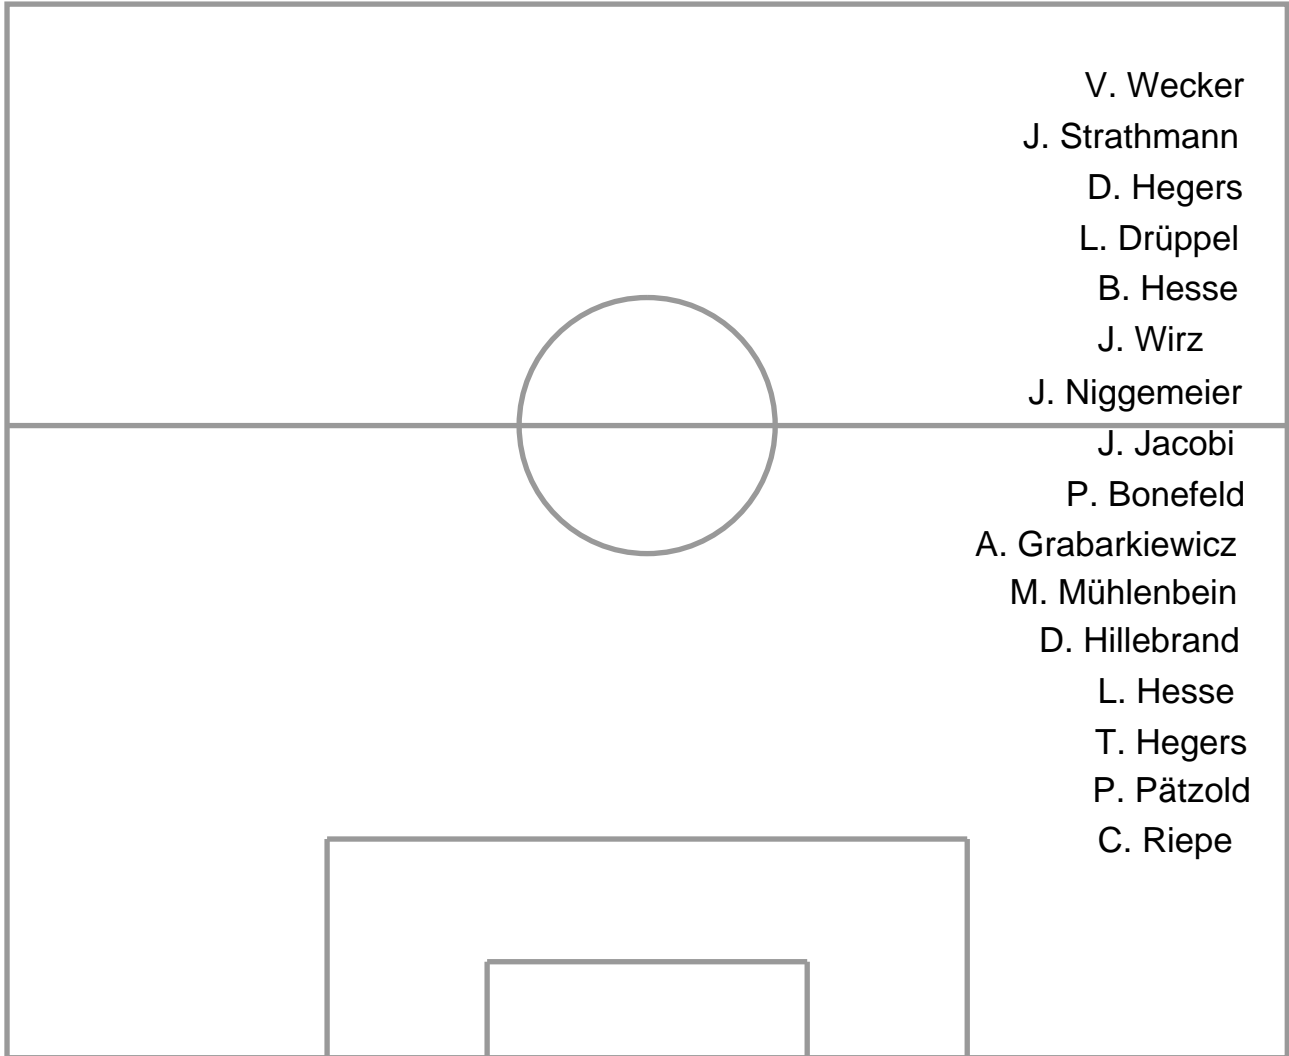 V. Wecker
J. Strathmann
D. Hegers
L. Drüppel
B. Hesse
J. Wirz
J. Niggemeier
J. Jacobi
P. Bonefeld
A. Grabarkiewicz
M. Mühlenbein
D. Hillebrand
L. Hesse
T. Hegers
P. Pätzold
C. Riepe